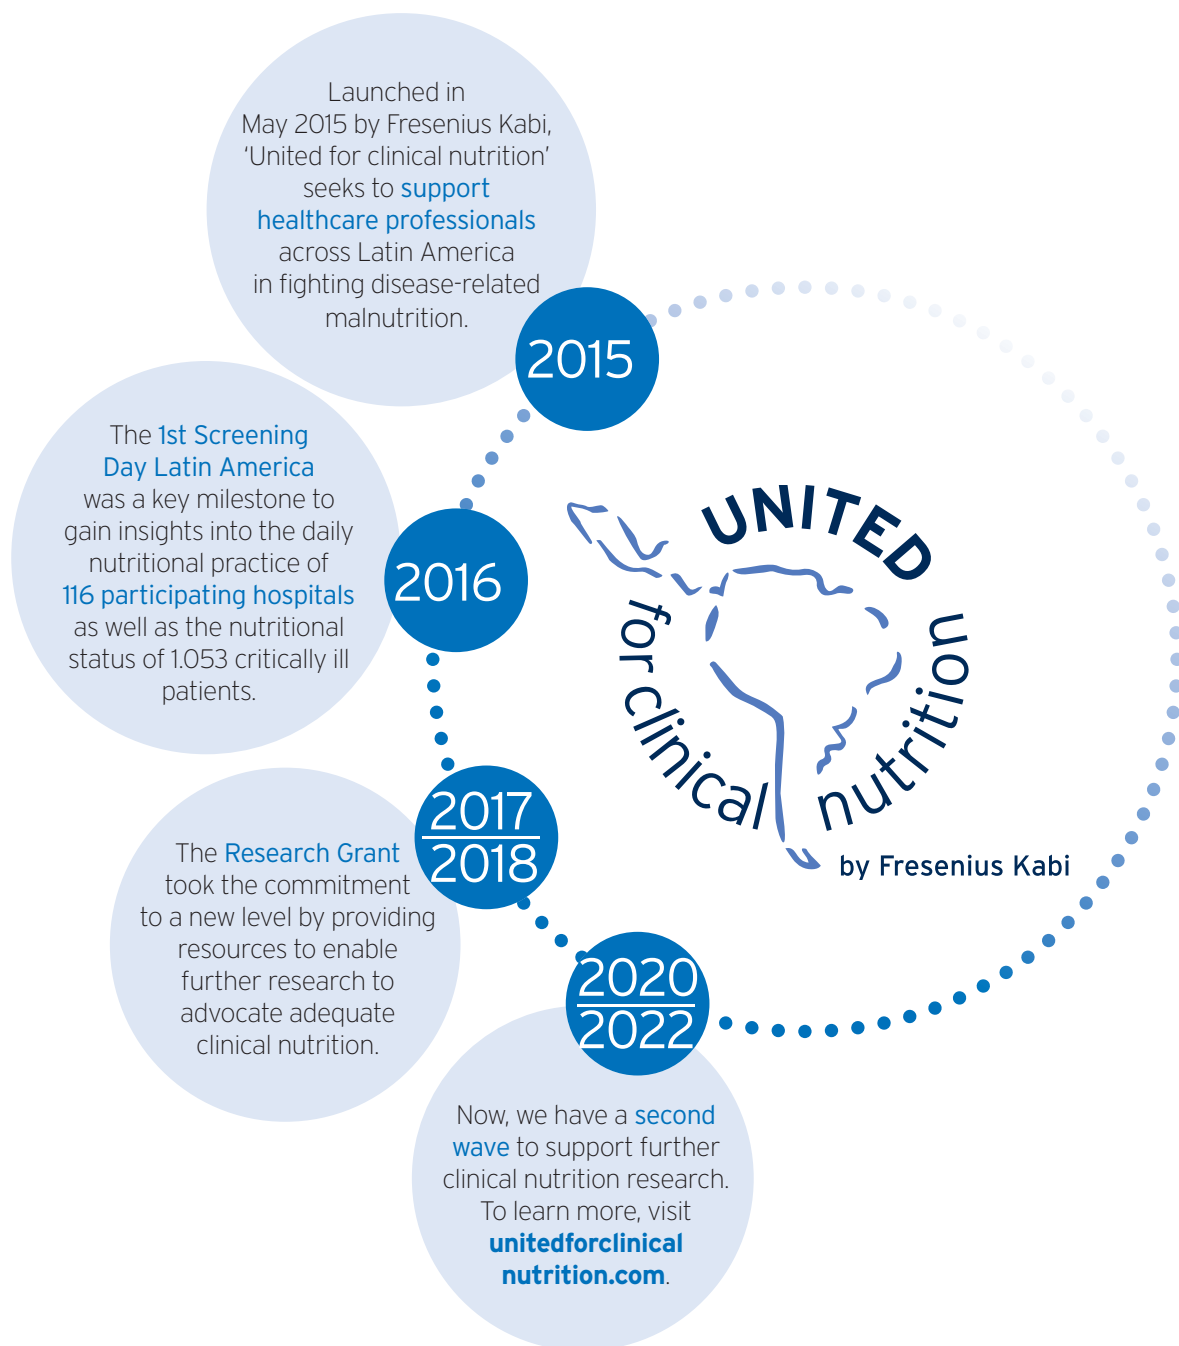 Launched in
May 2015 by Fresenius Kabi,
‘United for clinical nutrition’
seeks to support
healthcare professionals
across Latin America
in fighting disease-related
malnutrition.
2015
The 1st Screening
Day Latin America
was a key milestone to
gain insights into the daily
nutritional practice of
116 participating hospitals
as well as the nutritional
status of 1.053 critically ill
patients.
2016
UNITED
for clinical
nutrition
by Fresenius Kabi
2017
2018
The Research Grant
took the commitment
to a new level by providing
resources to enable
further research to
advocate adequate
clinical nutrition.
2020
2022
Now, we have a second
wave to support further
clinical nutrition research.
To learn more, visit
unitedforclinical
nutrition.com.